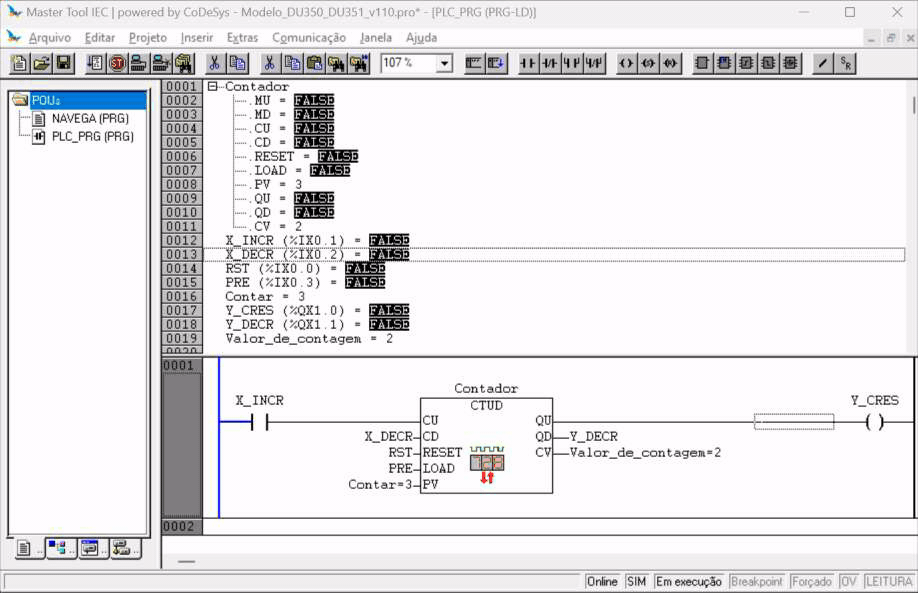 Master Tool IEC | powered by CoDeSys - Modelo_DU350_DU351_v110.pro* - [PLC_PRG (PRG-LD)]
Arquivo Editar Projeto Inserir Extras Comunicação Janela Ajuda
107 %
POUs
NAVEGA (PRG)
PLC_PRG (PRG)
0001 Contador
0002 .MU = FALSE
0003 .MD = FALSE
0004 .CU = FALSE
0005 .CD = FALSE
0006 .RESET = FALSE
0007 .LOAD = FALSE
0008 .PV = 3
0009 .QU = FALSE
0010 .QD = FALSE
0011 .CV = 2
0012 X_INCR (%IX0.1) = FALSE
0013 X_DECR (%IX0.2) = FALSE
0014 RST (%IX0.0) = FALSE
0015 PRE (%IX0.3) = FALSE
0016 Contar = 3
0017 Y_CRES (%QX1.0) = FALSE
0018 Y_DECR (%QX1.1) = FALSE
0019 Valor_de_contagem = 2
0020
0001
Contador
X_INCR CTUD Y_CRES
CU QU
X_DECR CD QD Y_DECR
RST RESET CV Valor_de_contagem=2
PRE LOAD
Contar=3 PV
0002
Online SIM Em execução Breakpoint Forçado OV LEITURA